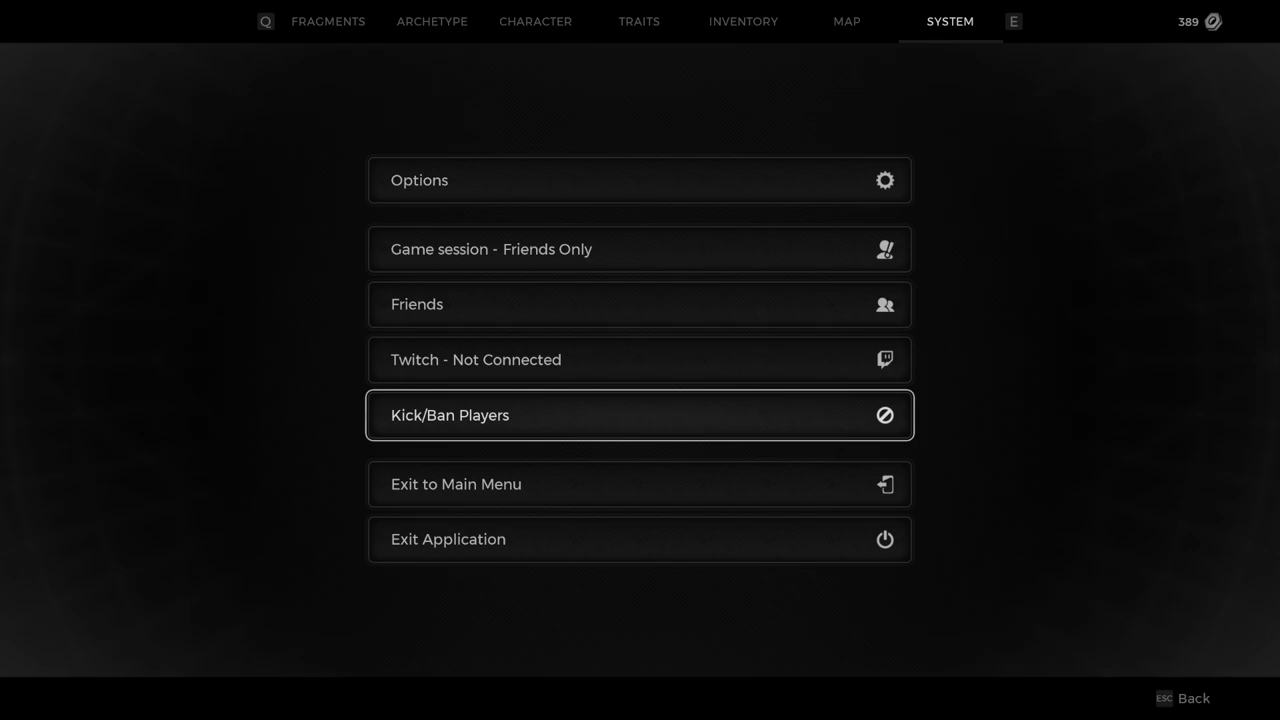 Q FRAGMENTS ARCHETYPE CHARACTER TRAITS INVENTORY MAP SYSTEM E 389
Options
Game session - Friends Only
Friends
Twitch - Not Connected
Kick/Ban Players
Exit to Main Menu
Exit Application
ESC Back